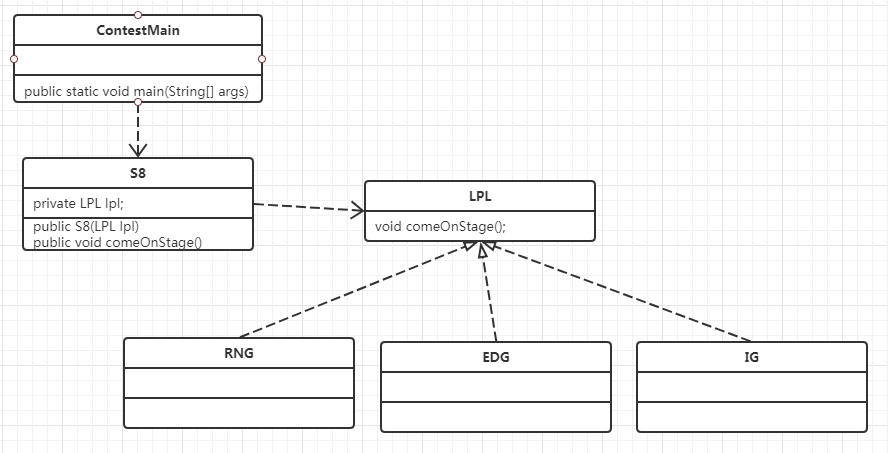 ContestMain
public static void main(String[] args)
S8
private LPL lpl;
public S8(LPL lpl)
public void comeOnStage()
LPL
void comeOnStage();
RNG
EDG
IG